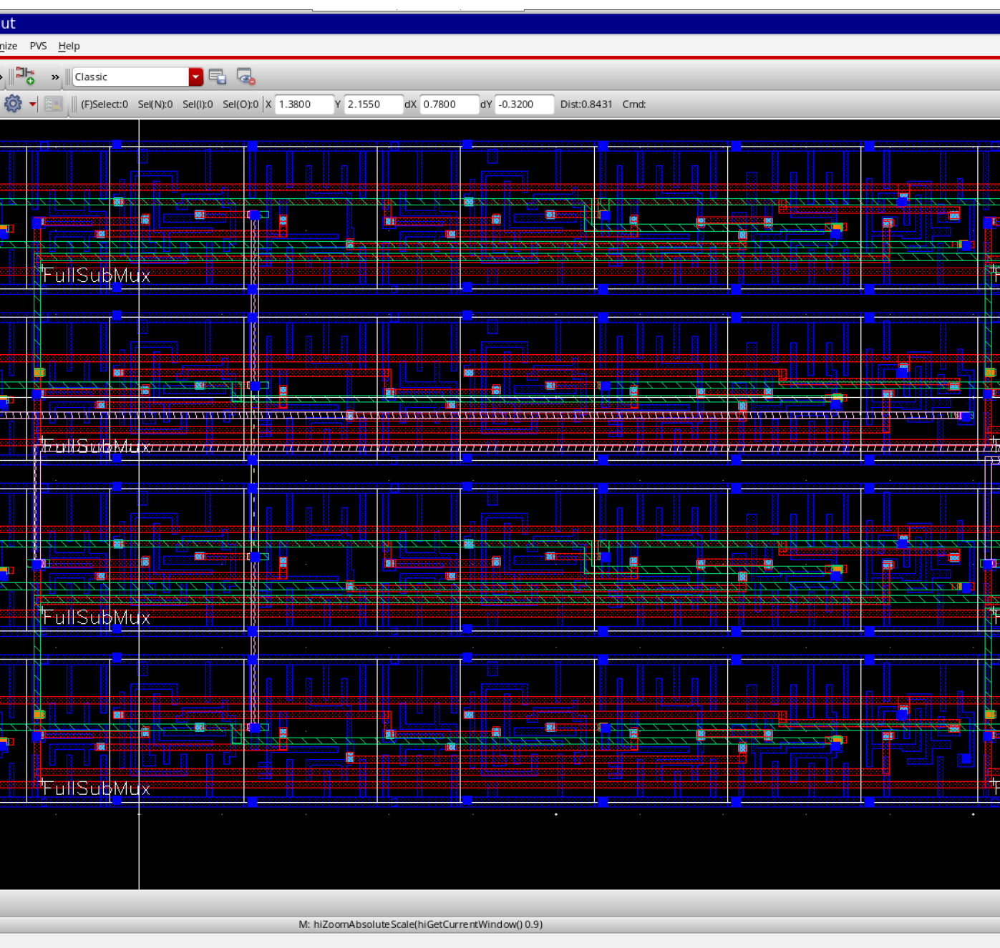 ut
mize PVS Help
» Classic
(F)Select:0 Sel(N):0 Sel(I):0 Sel(O):0 X 1.3800 Y 2.1550 dX 0.7800 dY -0.3200 Dist:0.8431 Cmd:
FullSubMux
FullSubMux
FullSubMux
FullSubMux
M: hiZoomAbsoluteScale(hiGetCurrentWindow() 0.9)